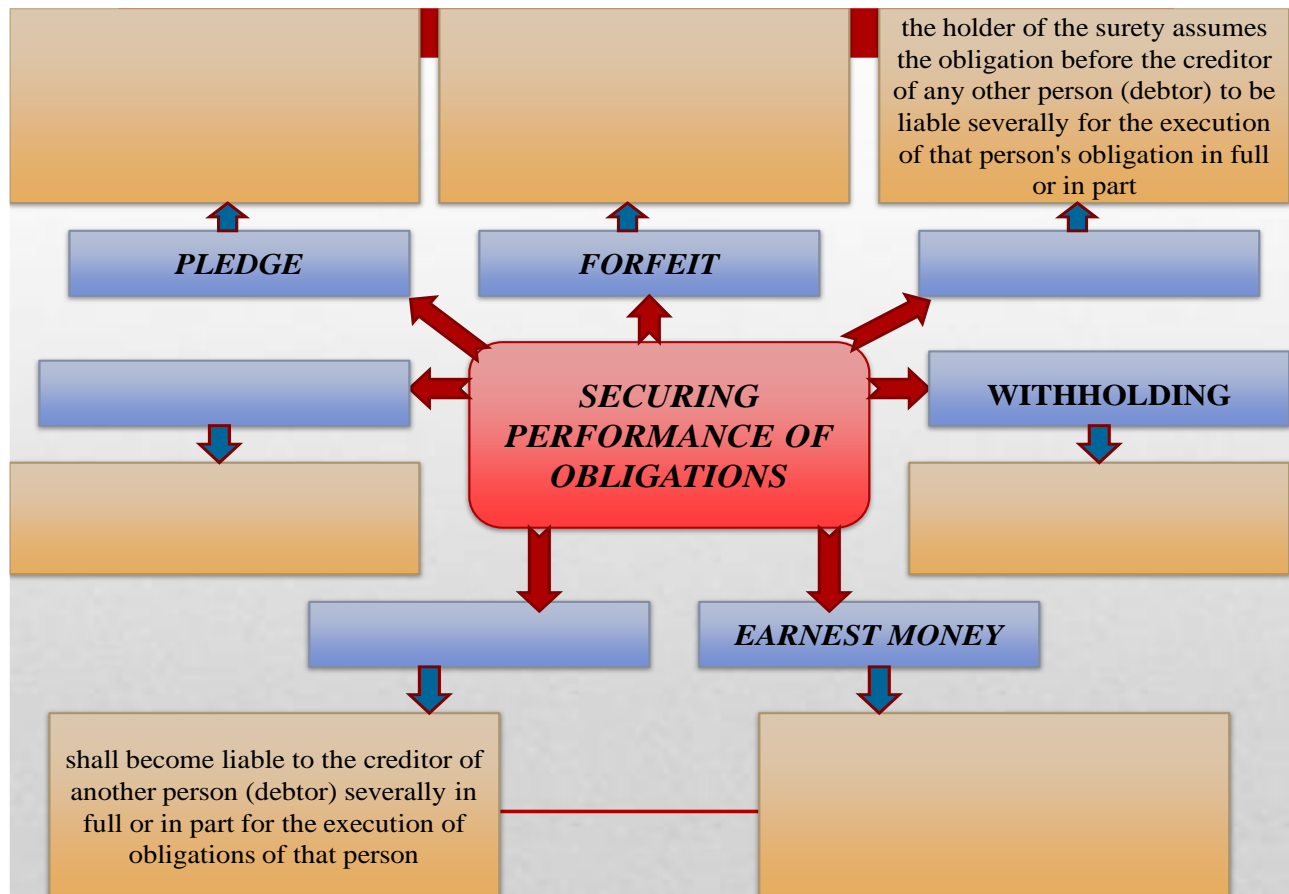 the holder of the surety assumes
the obligation before the creditor
of any other person (debtor) to be
liable severally for the execution
of that person's obligation in full
or in part
PLEDGE
FORFEIT
SECURING
PERFORMANCE OF
OBLIGATIONS
WITHHOLDING
EARNEST MONEY
shall become liable to the creditor of
another person (debtor) severally in
full or in part for the execution of
obligations of that person